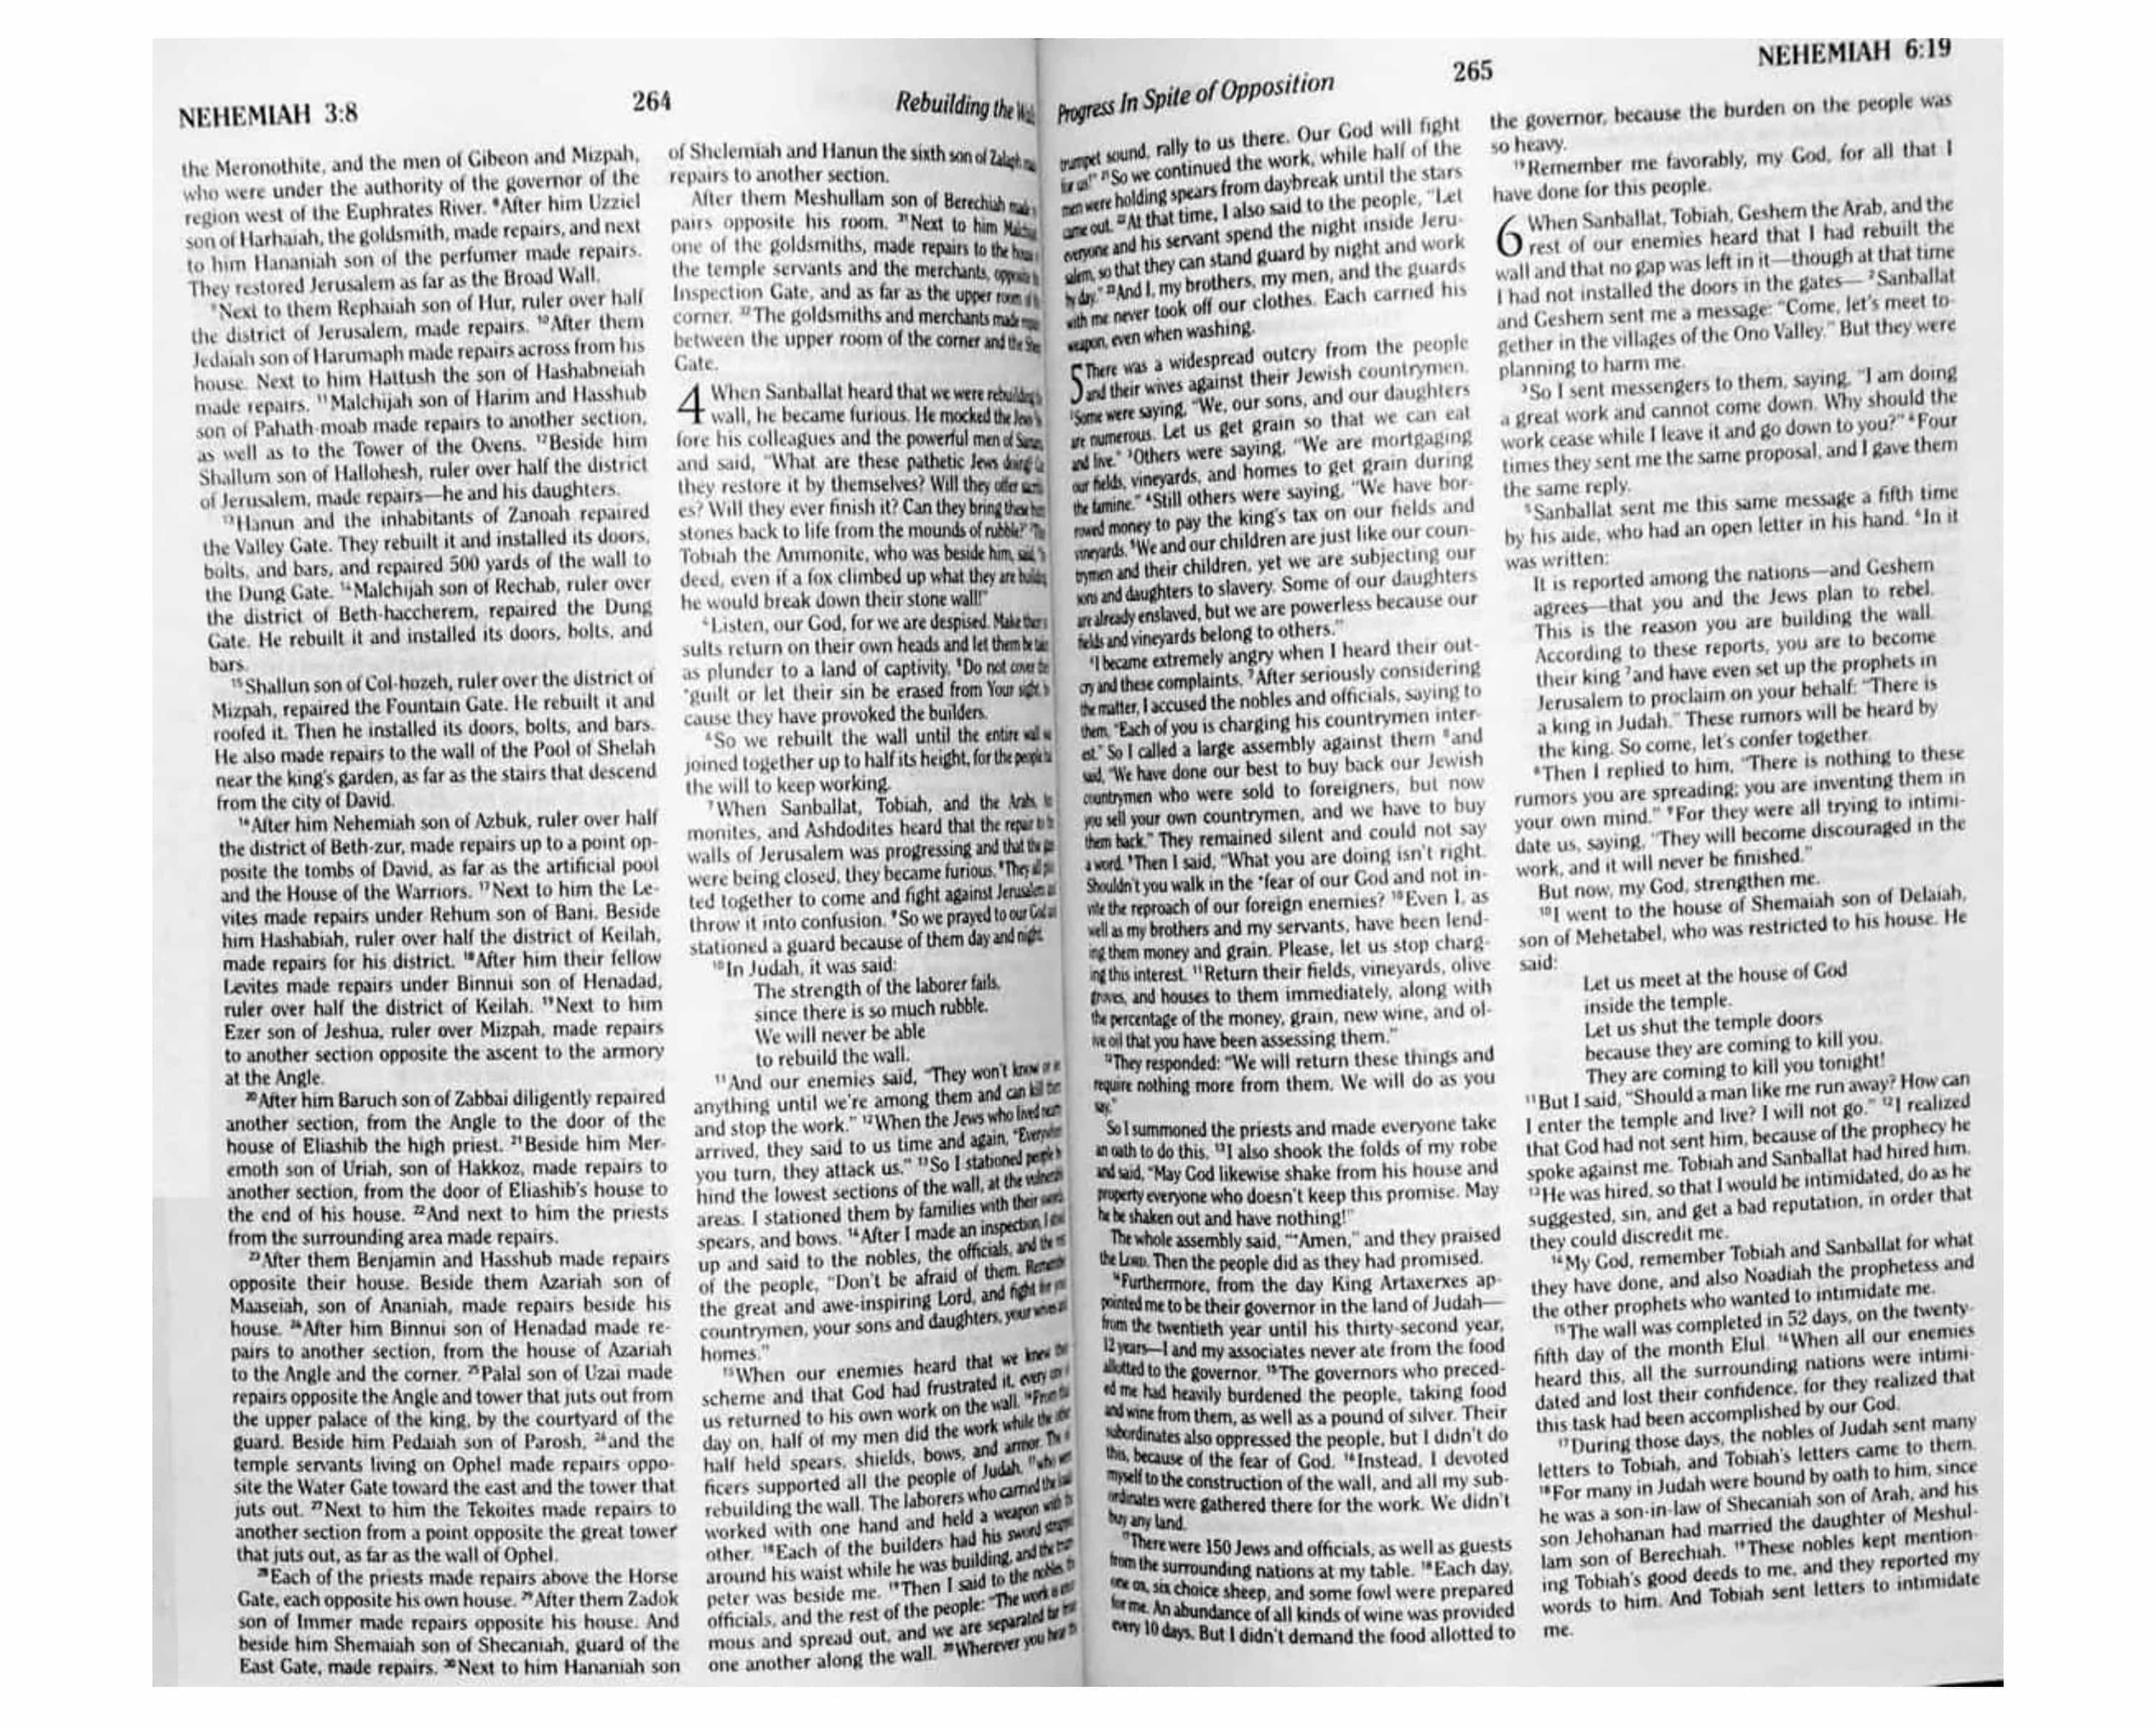 NEHEMIAH 3:8
264
Rebuilding the
the Meronothite, and the men of Gibeon and Mizpah,
who were under the authority of the governor of the
region west of the Euphrates River. 8After him Uzziel
son of Harhaiah, the goldsmith, made repairs, and next
to him Hananiah son of the perfumer made repairs.
They restored Jerusalem as far as the Broad Wall.
9Next to them Rephaiah son of Hur, ruler over half
the district of Jerusalem, made repairs. 10After them
Jedaiah son of Harumaph made repairs across from his
house. Next to him Hattush the son of Hashabneiah
made repairs. 11Malchijah son of Harim and Hasshub
son of Pahath-moab made repairs to another section,
as well as to the Tower of the Ovens. 12Beside him
Shallum son of Hallohesh, ruler over half the district
of Jerusalem, made repairs—he and his daughters.
13Hanun and the inhabitants of Zanoah repaired
the Valley Gate. They rebuilt it and installed its doors,
bolts, and bars, and repaired 500 yards of the wall to
the Dung Gate. 14Malchijah son of Rechab, ruler over
the district of Beth-haccherem, repaired the Dung
Gate. He rebuilt it and installed its doors, bolts, and
bars.
15Shallun son of Col-hozeh, ruler over the district of
Mizpah, repaired the Fountain Gate. He rebuilt it and
roofed it. Then he installed its doors, bolts, and bars.
He also made repairs to the wall of the Pool of Shelah
near the king's garden, as far as the stairs that descend
from the city of David.
16After him Nehemiah son of Azbuk, ruler over half
the district of Beth-zur, made repairs up to a point op-
posite the tombs of David, as far as the artificial pool
and the House of the Warriors. 17Next to him the Le-
vites made repairs under Rehum son of Bani. Beside
him Hashabiah, ruler over half the district of Keilah,
made repairs for his district. 18After him their fellow
Levites made repairs under Binnui son of Henadad,
ruler over half the district of Keilah. 19Next to him
Ezer son of Jeshua, ruler over Mizpah, made repairs
to another section opposite the ascent to the armory
at the Angle.
20After him Baruch son of Zabbai diligently repaired
another section, from the Angle to the door of the
house of Eliashib the high priest. 21Beside him Mer-
emoth son of Uriah, son of Hakkoz, made repairs to
another section, from the door of Eliashib's house to
the end of his house. 22And next to him the priests
from the surrounding area made repairs.
23After them Benjamin and Hasshub made repairs
opposite their house. Beside them Azariah son of
Maaseiah, son of Ananiah, made repairs beside his
house. 24After him Binnui son of Henadad made re-
pairs to another section, from the house of Azariah
to the Angle and the corner. 25Palal son of Uzai made
repairs opposite the Angle and tower that juts out from
the upper palace of the king, by the courtyard of the
guard. Beside him Pedaiah son of Parosh, 26and the
temple servants living on Ophel made repairs oppo-
site the Water Gate toward the east and the tower that
juts out. 27Next to him the Tekoites made repairs to
another section from a point opposite the great tower
that juts out, as far as the wall of Ophel.
28Each of the priests made repairs above the Horse
Gate, each opposite his own house. 29After them Zadok
son of Immer made repairs opposite his house. And
beside him Shemaiah son of Shecaniah, guard of the
East Gate, made repairs. 30Next to him Hananiah son
of Shelemiah and Hanun the sixth son of Zalaph
repairs to another section.
After them Meshullam son of Berechiah
pairs opposite his room. 31Next to him
one of the goldsmiths, made repairs to the
the temple servants and the merchants,
Inspection Gate, and as far as the upper room
corner. 32The goldsmiths and merchants made
between the upper room of the corner and the
Gate.
4 When Sanballat heard that we were rebuilding
wall, he became furious. He mocked the Jews
fore his colleagues and the powerful men of
and said, "What are these pathetic Jews doing?
they restore it by themselves? Will they offer
es? Will they ever finish it? Can they bring these
stones back to life from the mounds of rubble?"
Tobiah the Ammonite, who was beside him, said,
deed, even if a fox climbed up what they are building,
he would break down their stone wall!"
4Listen, our God, for we are despised. Make their
sults return on their own heads and let them be
as plunder to a land of captivity. 5Do not cover
*guilt or let their sin be erased from Your sight,
cause they have provoked the builders.
6So we rebuilt the wall until the entire wall
joined together up to half its height, for the people
the will to keep working.
7When Sanballat, Tobiah, and the Arabs,
monites, and Ashdodites heard that the repair to
walls of Jerusalem was progressing and that the
were being closed, they became furious. 8They all
ted together to come and fight against Jerusalem
throw it into confusion. 9So we prayed to our God
stationed a guard because of them day and night.
10In Judah, it was said:
The strength of the laborer fails,
since there is so much rubble.
We will never be able
to rebuild the wall.
11And our enemies said, "They won't know or
anything until we're among them and can kill them
and stop the work." 12When the Jews who lived
arrived, they said to us time and again, "Everywhere
you turn, they attack us." 13So I stationed people
hind the lowest sections of the wall, at the vulnerable
areas. I stationed them by families with their swords,
spears, and bows. 14After I made an inspection, I
up and said to the nobles, the officials, and the
of the people, "Don't be afraid of them. Remember
the great and awe-inspiring Lord, and fight for
countrymen, your sons and daughters, your wives
homes."
15When our enemies heard that we knew
scheme and that God had frustrated it, every
us returned to his own work on the wall. 16From
day on, half of my men did the work while the
half held spears, shields, bows, and armor. The
ficers supported all the people of Judah, 17who
rebuilding the wall. The laborers who carried the
worked with one hand and held a weapon with
other. 18Each of the builders had his sword
around his waist while he was building, and the
peter was beside me. 19Then I said to the nobles,
officials, and the rest of the people: "The work is
mous and spread out, and we are separated
one another along the wall. 20Wherever you hear
Progress In Spite of Opposition
265
NEHEMIAH 6:19
trumpet sound, rally to us there. Our God will fight
for us!" 21So we continued the work, while half of the
men were holding spears from daybreak until the stars
came out. 22At that time, I also said to the people, "Let
everyone and his servant spend the night inside Jeru-
salem, so that they can stand guard by night and work
by day." 23And I, my brothers, my men, and the guards
with me never took off our clothes. Each carried his
weapon, even when washing.
5 There was a widespread outcry from the people
and their wives against their Jewish countrymen.
2Some were saying, "We, our sons, and our daughters
are numerous. Let us get grain so that we can eat
and live." 3Others were saying, "We are mortgaging
our fields, vineyards, and homes to get grain during
the famine." 4Still others were saying, "We have bor-
rowed money to pay the king's tax on our fields and
vineyards. 5We and our children are just like our coun-
trymen and their children, yet we are subjecting our
sons and daughters to slavery. Some of our daughters
are already enslaved, but we are powerless because our
fields and vineyards belong to others."
6I became extremely angry when I heard their out-
cry and these complaints. 7After seriously considering
the matter, I accused the nobles and officials, saying to
them, "Each of you is charging his countrymen inter-
est." So I called a large assembly against them 8and
said, "We have done our best to buy back our Jewish
countrymen who were sold to foreigners, but now
you sell your own countrymen, and we have to buy
them back." They remained silent and could not say
a word. 9Then I said, "What you are doing isn't right.
Shouldn't you walk in the *fear of our God and not in-
vite the reproach of our foreign enemies? 10Even I, as
well as my brothers and my servants, have been lend-
ing them money and grain. Please, let us stop charg-
ing this interest. 11Return their fields, vineyards, olive
groves, and houses to them immediately, along with
the percentage of the money, grain, new wine, and ol-
ive oil that you have been assessing them."
12They responded: "We will return these things and
require nothing more from them. We will do as you
say."
So I summoned the priests and made everyone take
an oath to do this. 13I also shook the folds of my robe
and said, "May God likewise shake from his house and
property everyone who doesn't keep this promise. May
he be shaken out and have nothing!"
The whole assembly said, "*Amen," and they praised
the LORD. Then the people did as they had promised.
14Furthermore, from the day King Artaxerxes ap-
pointed me to be their governor in the land of Judah—
from the twentieth year until his thirty-second year,
12 years—I and my associates never ate from the food
allotted to the governor. 15The governors who preced-
ed me had heavily burdened the people, taking food
and wine from them, as well as a pound of silver. Their
subordinates also oppressed the people, but I didn't do
this, because of the fear of God. 16Instead, I devoted
myself to the construction of the wall, and all my sub-
ordinates were gathered there for the work. We didn't
buy any land.
17There were 150 Jews and officials, as well as guests
from the surrounding nations at my table. 18Each day,
one ox, six choice sheep, and some fowl were prepared
for me. An abundance of all kinds of wine was provided
every 10 days. But I didn't demand the food allotted to
the governor, because the burden on the people was
so heavy.
19Remember me favorably, my God, for all that I
have done for this people.
6 When Sanballat, Tobiah, Geshem the Arab, and the
rest of our enemies heard that I had rebuilt the
wall and that no gap was left in it—though at that time
I had not installed the doors in the gates— 2Sanballat
and Geshem sent me a message: "Come, let's meet to-
gether in the villages of the Ono Valley." But they were
planning to harm me.
3So I sent messengers to them, saying, "I am doing
a great work and cannot come down. Why should the
work cease while I leave it and go down to you?" 4Four
times they sent me the same proposal, and I gave them
the same reply.
5Sanballat sent me this same message a fifth time
by his aide, who had an open letter in his hand. 6In it
was written:
It is reported among the nations—and Geshem
agrees—that you and the Jews plan to rebel.
This is the reason you are building the wall.
According to these reports, you are to become
their king 7and have even set up the prophets in
Jerusalem to proclaim on your behalf: "There is
a king in Judah." These rumors will be heard by
the king. So come, let's confer together.
8Then I replied to him, "There is nothing to these
rumors you are spreading; you are inventing them in
your own mind." 9For they were all trying to intimi-
date us, saying, "They will become discouraged in the
work, and it will never be finished."
But now, my God, strengthen me.
10I went to the house of Shemaiah son of Delaiah,
son of Mehetabel, who was restricted to his house. He
said:
Let us meet at the house of God
inside the temple.
Let us shut the temple doors
because they are coming to kill you.
They are coming to kill you tonight!
11But I said, "Should a man like me run away? How can
I enter the temple and live? I will not go." 12I realized
that God had not sent him, because of the prophecy he
spoke against me. Tobiah and Sanballat had hired him.
13He was hired, so that I would be intimidated, do as he
suggested, sin, and get a bad reputation, in order that
they could discredit me.
14My God, remember Tobiah and Sanballat for what
they have done, and also Noadiah the prophetess and
the other prophets who wanted to intimidate me.
15The wall was completed in 52 days, on the twenty-
fifth day of the month Elul. 16When all our enemies
heard this, all the surrounding nations were intimi-
dated and lost their confidence, for they realized that
this task had been accomplished by our God.
17During those days, the nobles of Judah sent many
letters to Tobiah, and Tobiah's letters came to them.
18For many in Judah were bound by oath to him, since
he was a son-in-law of Shecaniah son of Arah, and his
son Jehohanan had married the daughter of Meshul-
lam son of Berechiah. 19These nobles kept mention-
ing Tobiah's good deeds to me, and they reported my
words to him. And Tobiah sent letters to intimidate
me.